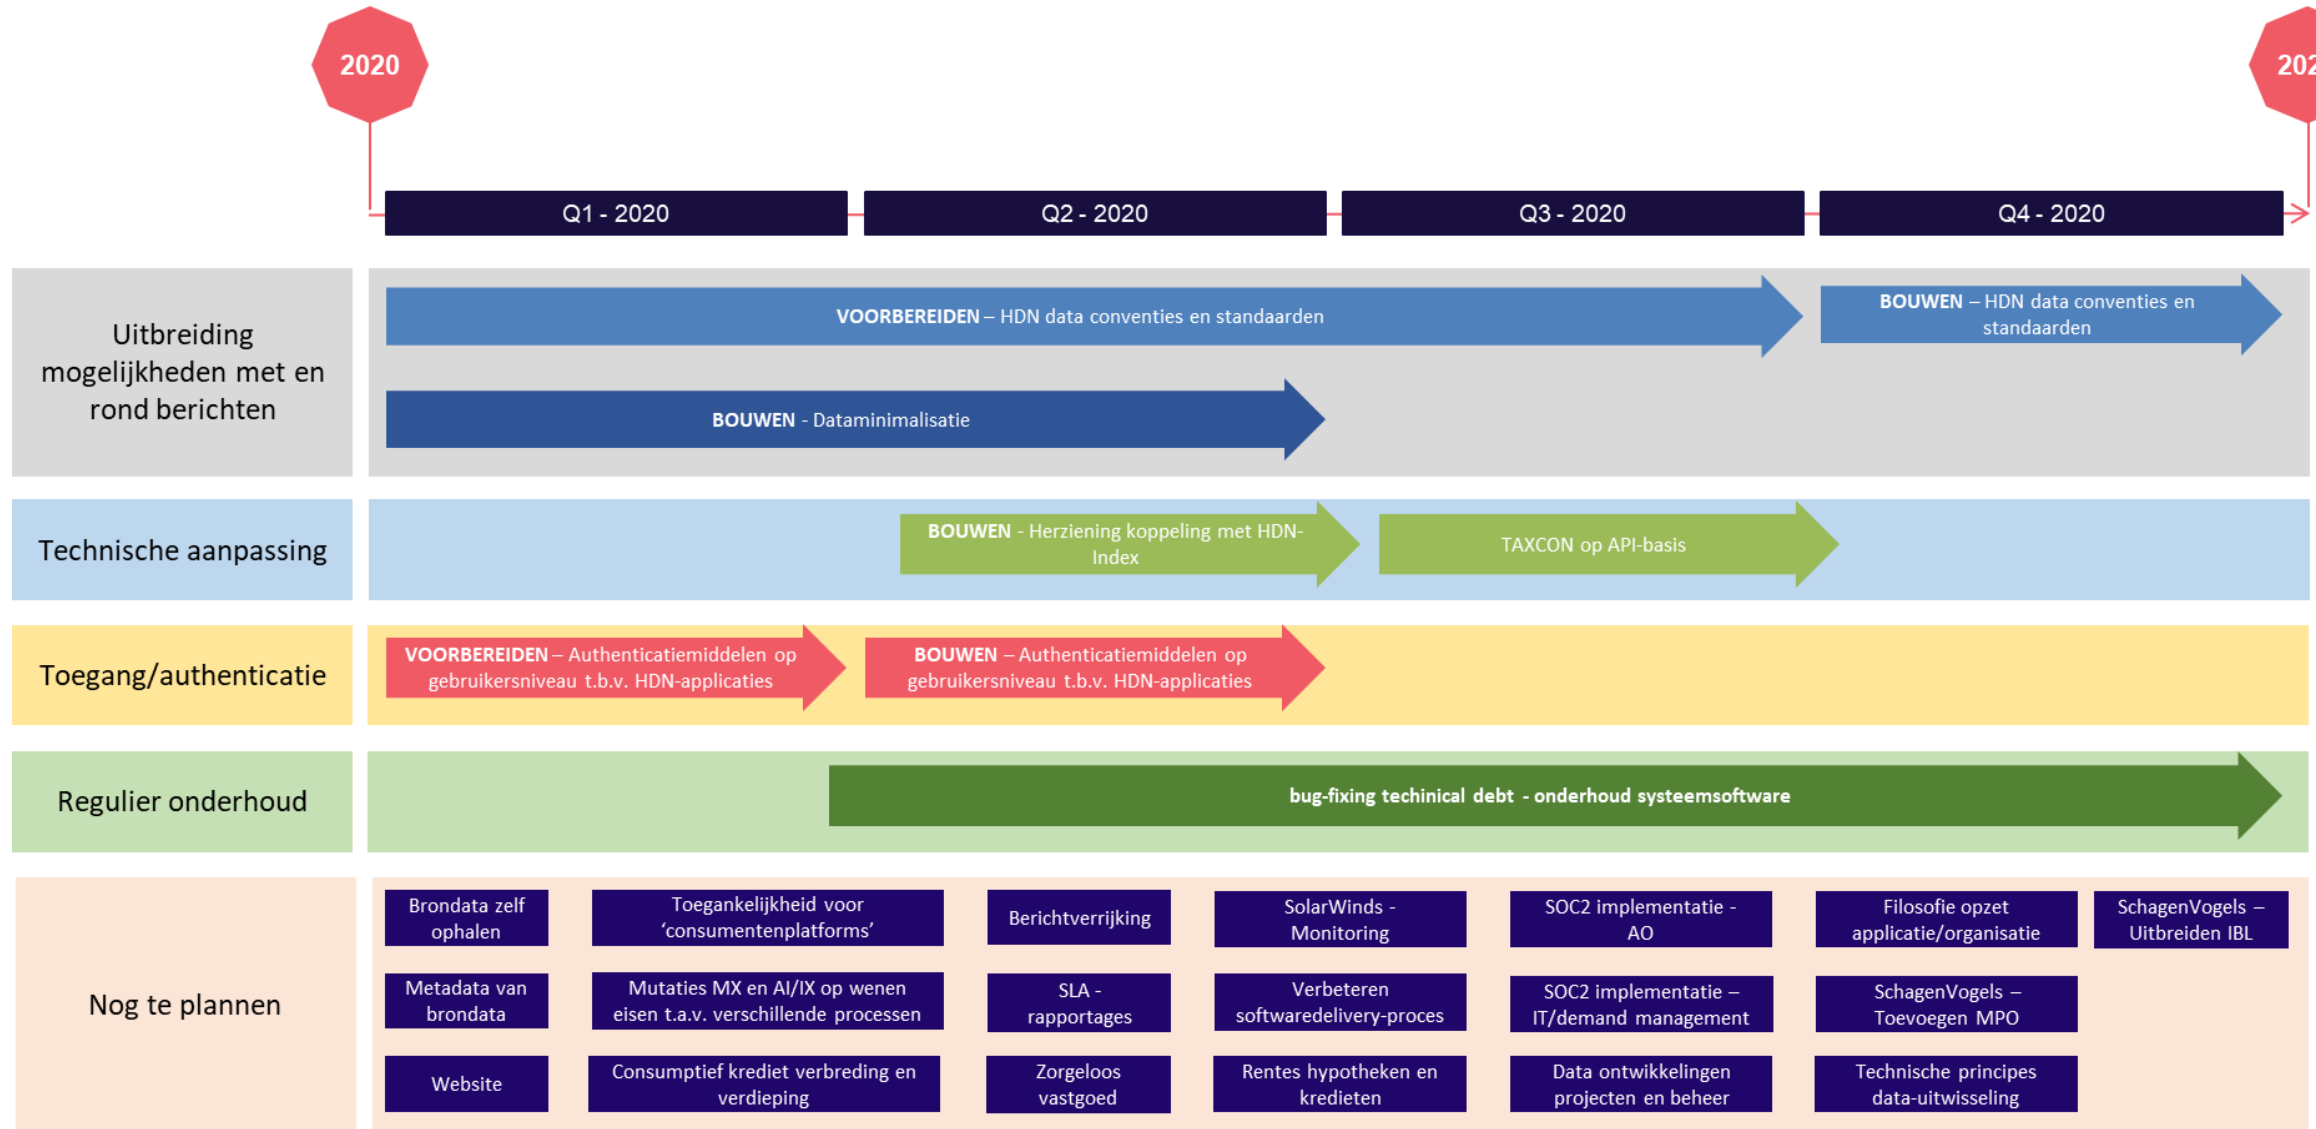 2020
202
Q1 - 2020
Q2 - 2020
Q3 - 2020
Q4 - 2020
Uitbreiding
mogelijkheden met en
rond berichten
VOORBEREIDEN – HDN data conventies en standaarden
BOUWEN – HDN data conventies en
standaarden
BOUWEN - Dataminimalisatie
Technische aanpassing
BOUWEN - Herziening koppeling met HDN-
Index
TAXCON op API-basis
Toegang/authenticatie
VOORBEREIDEN – Authenticatiemiddelen op
gebruikersniveau t.b.v. HDN-applicaties
BOUWEN – Authenticatiemiddelen op
gebruikersniveau t.b.v. HDN-applicaties
Regulier onderhoud
bug-fixing techinical debt - onderhoud systeemsoftware
Nog te plannen
Brondata zelf
ophalen
Toegankelijkheid voor
‘consumentenplatforms’
Berichtverrijking
SolarWinds -
Monitoring
SOC2 implementatie -
AO
Filosofie opzet
applicatie/organisatie
SchagenVogels –
Uitbreiden IBL
Metadata van
brondata
Mutaties MX en AI/IX op wenen
eisen t.a.v. verschillende processen
SLA -
rapportages
Verbeteren
softwaredelivery-proces
SOC2 implementatie –
IT/demand management
SchagenVogels –
Toevoegen MPO
Website
Consumptief krediet verbreding en
verdieping
Zorgeloos
vastgoed
Rentes hypotheken en
kredieten
Data ontwikkelingen
projecten en beheer
Technische principes
data-uitwisseling